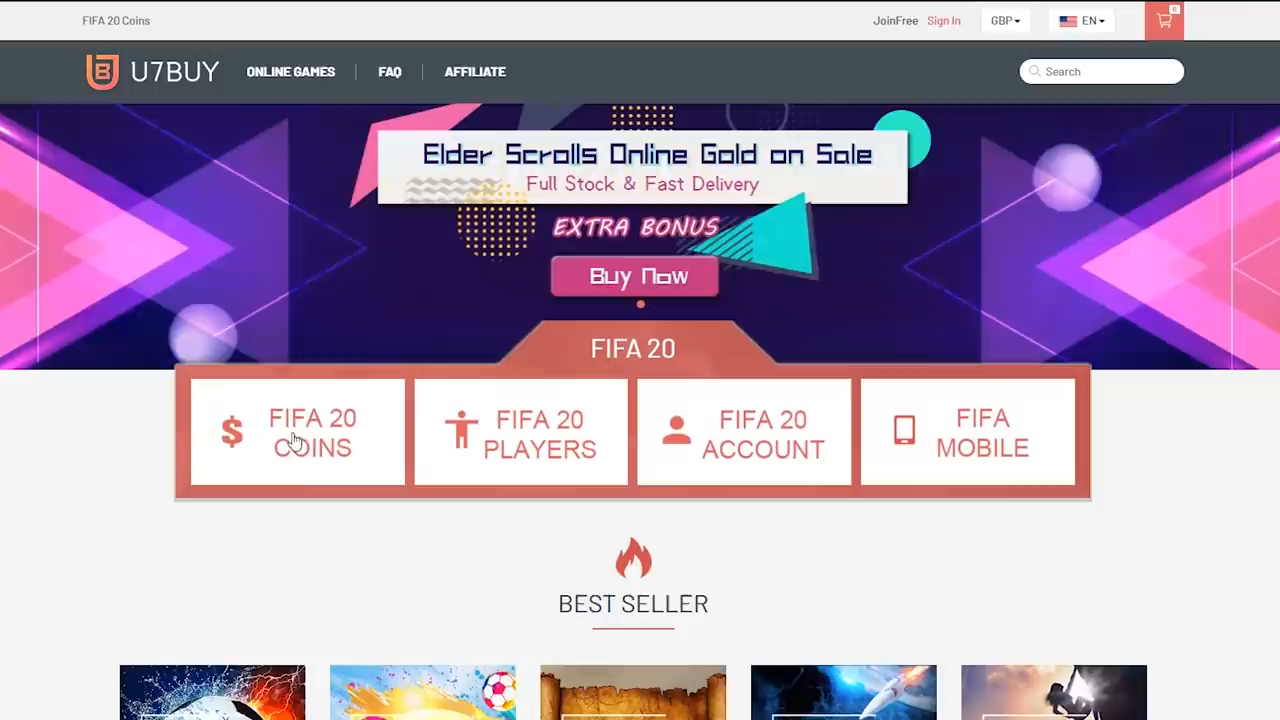 FIFA 20 Coins
JoinFree Sign In GBP EN 0
U7BUY ONLINE GAMES FAQ AFFILIATE Search
Elder Scrolls Online Gold on Sale
Full Stock & Fast Delivery
EXTRA BONUS
Buy Now
FIFA 20
$ FIFA 20
COINS
FIFA 20
PLAYERS
FIFA 20
ACCOUNT
FIFA
MOBILE
BEST SELLER